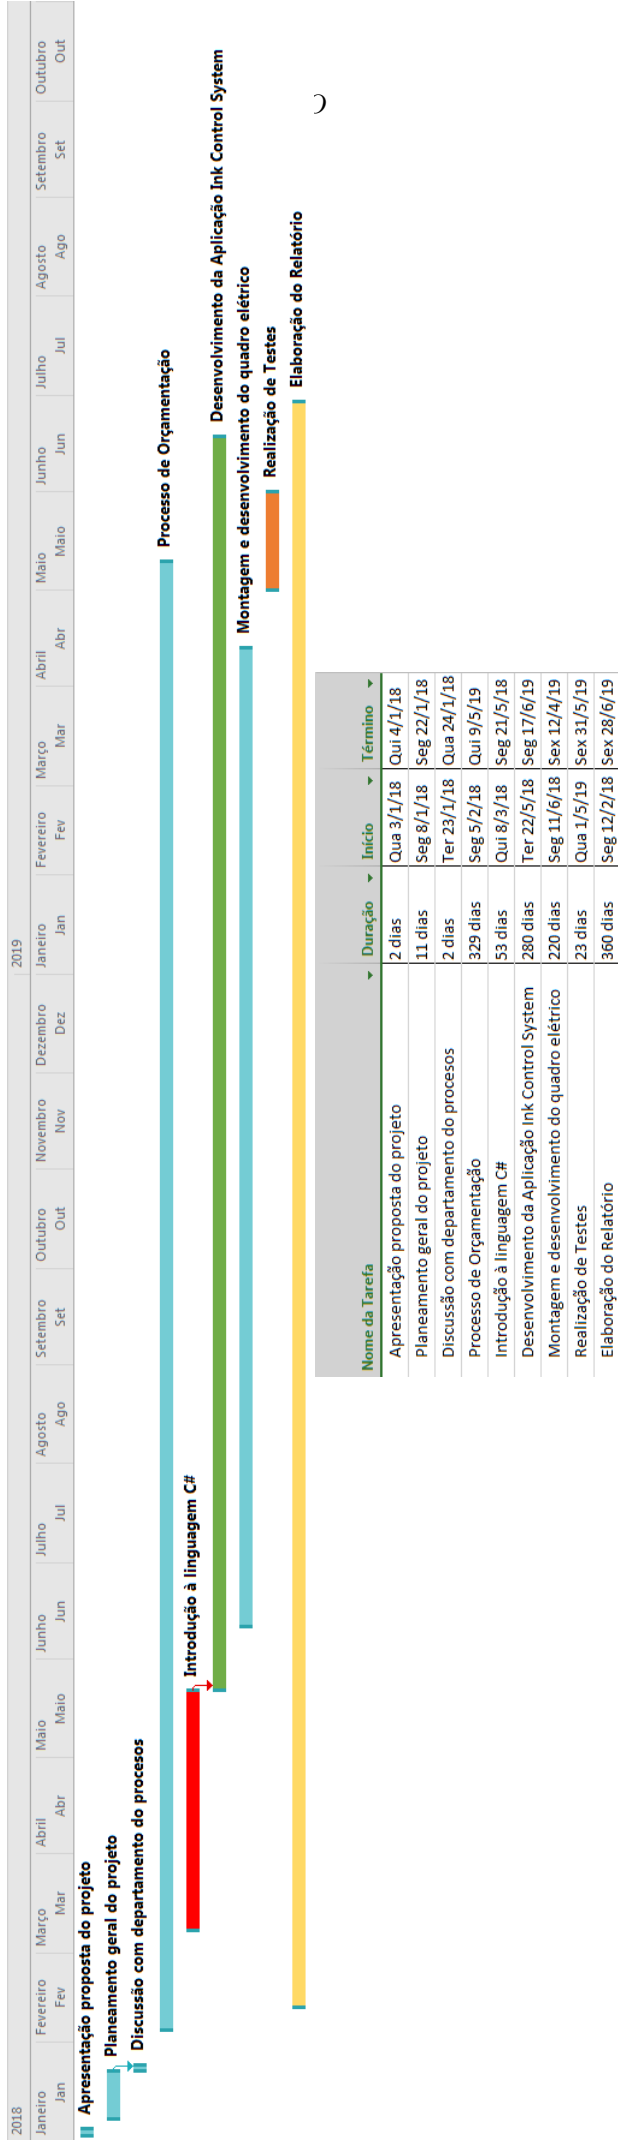 2018 2019
Janeiro Fevereiro Março Abril Maio Junho Julho Agosto Setembro Outubro Novembro Dezembro Janeiro Fevereiro Março Abril Maio Junho Julho Agosto Setembro Outubro
Jan Fev Mar Abr Maio Jun Jul Ago Set Out Nov Dez Jan Fev Mar Abr Maio Jun Jul Ago Set Out
Apresentação proposta do projeto
Planeamento geral do projeto
Discussão com departamento do procesos
Processo de Orçamentação
Introdução à linguagem C#
Desenvolvimento da Aplicação Ink Control System
Montagem e desenvolvimento do quadro elétrico
Realização de Testes
Elaboração do Relatório
Nome da Tarefa Duração Início Término
Apresentação proposta do projeto 2 dias Qua 3/1/18 Qui 4/1/18
Planeamento geral do projeto 11 dias Seg 8/1/18 Seg 22/1/18
Discussão com departamento do procesos 2 dias Ter 23/1/18 Qua 24/1/18
Processo de Orçamentação 329 dias Seg 5/2/18 Qui 9/5/19
Introdução à linguagem C# 53 dias Qui 8/3/18 Seg 21/5/18
Desenvolvimento da Aplicação Ink Control System 280 dias Ter 22/5/18 Seg 17/6/19
Montagem e desenvolvimento do quadro elétrico 220 dias Seg 11/6/18 Sex 12/4/19
Realização de Testes 23 dias Qua 1/5/19 Sex 31/5/19
Elaboração do Relatório 360 dias Seg 12/2/18 Sex 28/6/19